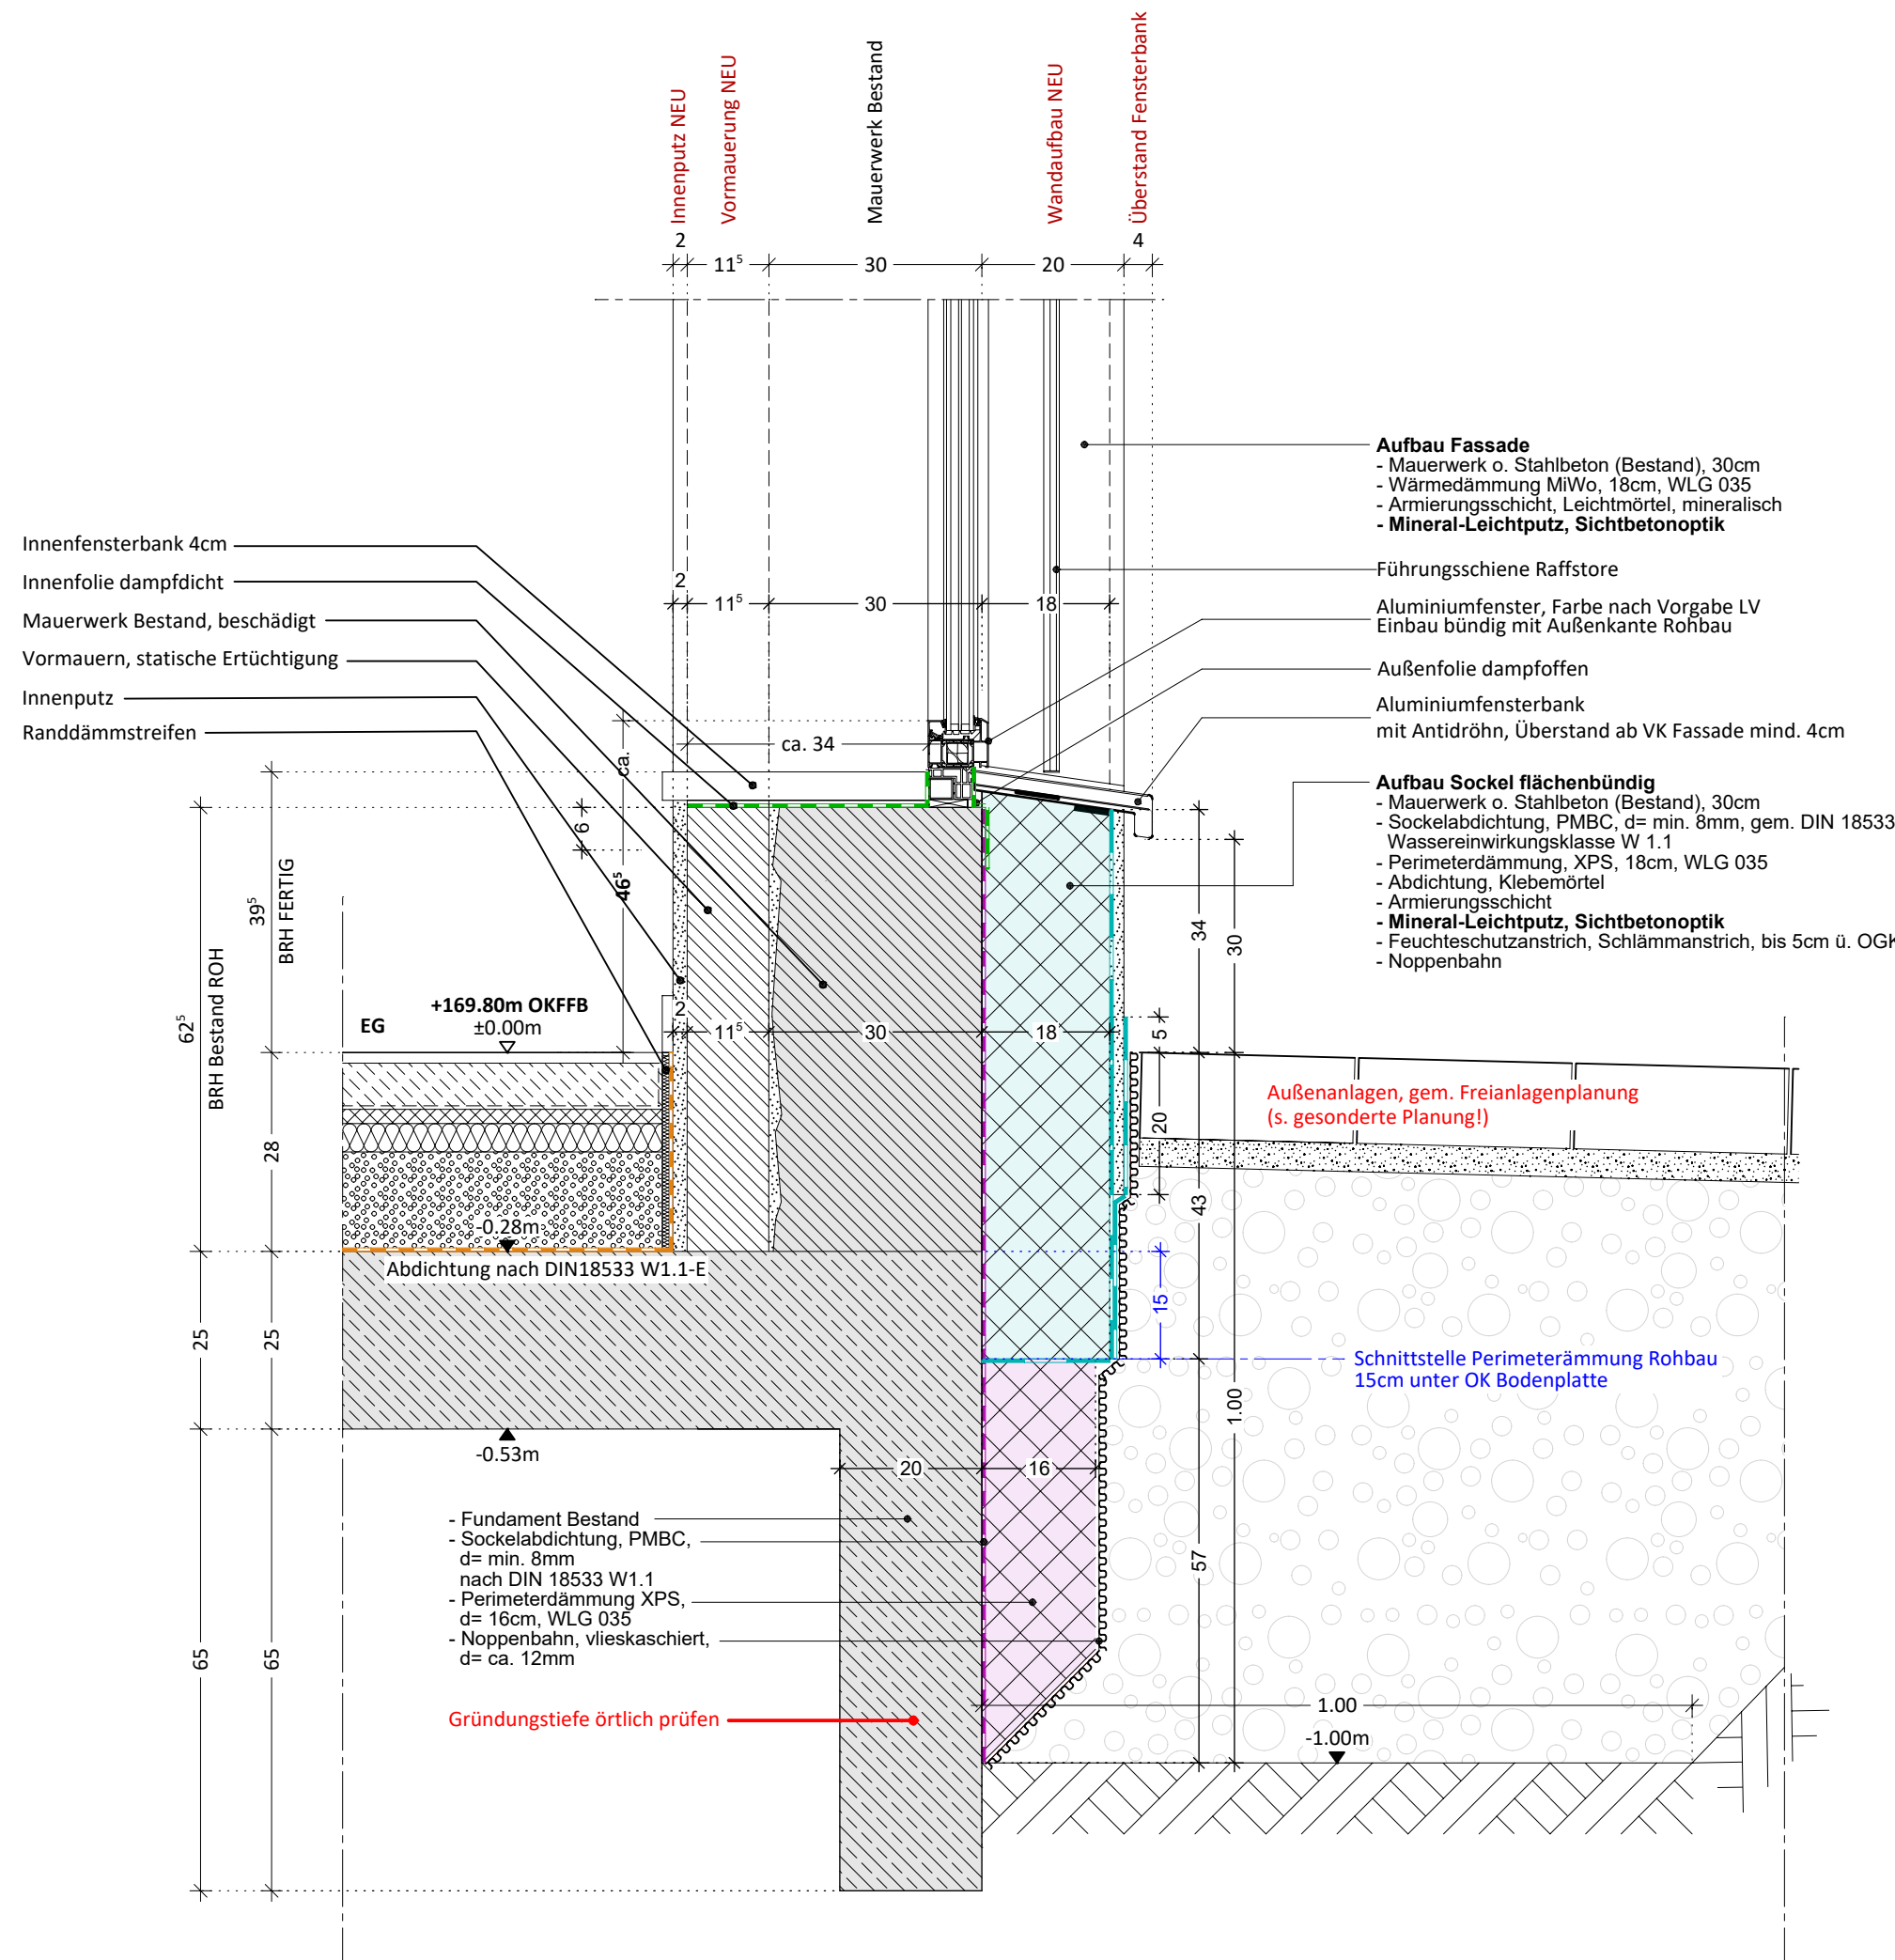 Innenputz NEU
Vormauerung NEU
Mauerwerk Bestand
Wandaufbau NEU
Überstand Fensterbank
2
11⁵
30
20
4
Aufbau Fassade
- Mauerwerk o. Stahlbeton (Bestand), 30cm
- Wärmedämmung MiWo, 18cm, WLG 035
- Armierungsschicht, Leichtmörtel, mineralisch
- Mineral-Leichtputz, Sichtbetonoptik
Führungsschiene Raffstore
Aluminiumfenster, Farbe nach Vorgabe LV
Einbau bündig mit Außenkante Rohbau
Außenfolie dampfoffen
Aluminiumfensterbank
mit Antidröhn, Überstand ab VK Fassade mind. 4cm
Aufbau Sockel flächenbündig
- Mauerwerk o. Stahlbeton (Bestand), 30cm
- Sockelabdichtung, PMBC, d= min. 8mm, gem. DIN 18533
Wassereinwirkungsklasse W 1.1
- Perimeterdämmung, XPS, 18cm, WLG 035
- Abdichtung, Klebemörtel
- Armierungsschicht
- Mineral-Leichtputz, Sichtbetonoptik
- Feuchteschutzanstrich, Schlämmanstrich, bis 5cm ü. OGK
- Noppenbahn
Innenfensterbank 4cm
Innenfolie dampfdicht
Mauerwerk Bestand, beschädigt
Vormauern, statische Ertüchtigung
Innenputz
Randdämmstreifen
2
11⁵
30
18
ca. 34
ca.
46⁵
6
39⁵
BRH FERTIG
62⁵
BRH Bestand ROH
34
30
EG
+169.80m OKFFB
±0.00m
2
11⁵
30
18
5
20
Außenanlagen, gem. Freianlagenplanung
(s. gesonderte Planung!)
28
-0.28m
43
Abdichtung nach DIN18533 W1.1-E
15
25
25
Schnittstelle Perimeterämmung Rohbau
15cm unter OK Bodenplatte
1.00
-0.53m
20
16
- Fundament Bestand
- Sockelabdichtung, PMBC,
d= min. 8mm
nach DIN 18533 W1.1
- Perimeterdämmung XPS,
d= 16cm, WLG 035
- Noppenbahn, vlieskaschiert,
d= ca. 12mm
57
65
65
Gründungstiefe örtlich prüfen
1.00
-1.00m